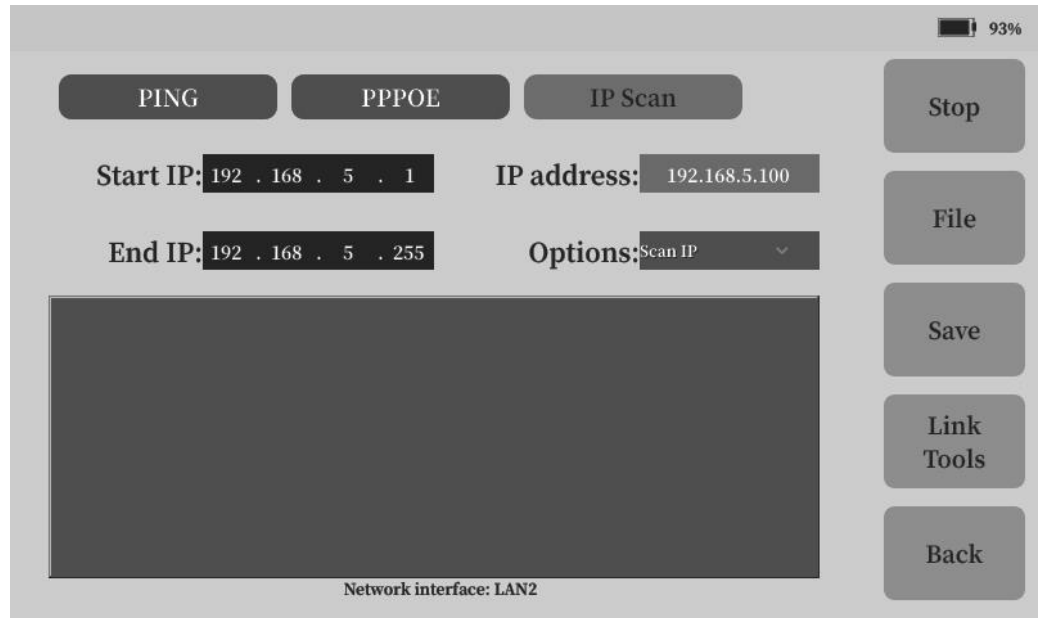 93%
PING PPPOE IP Scan
Stop
Start IP: 192 . 168 . 5 . 1 IP address: 192.168.5.100
File
End IP: 192 . 168 . 5 . 255 Options: Scan IP
Save
Link
Tools
Back
Network interface: LAN2